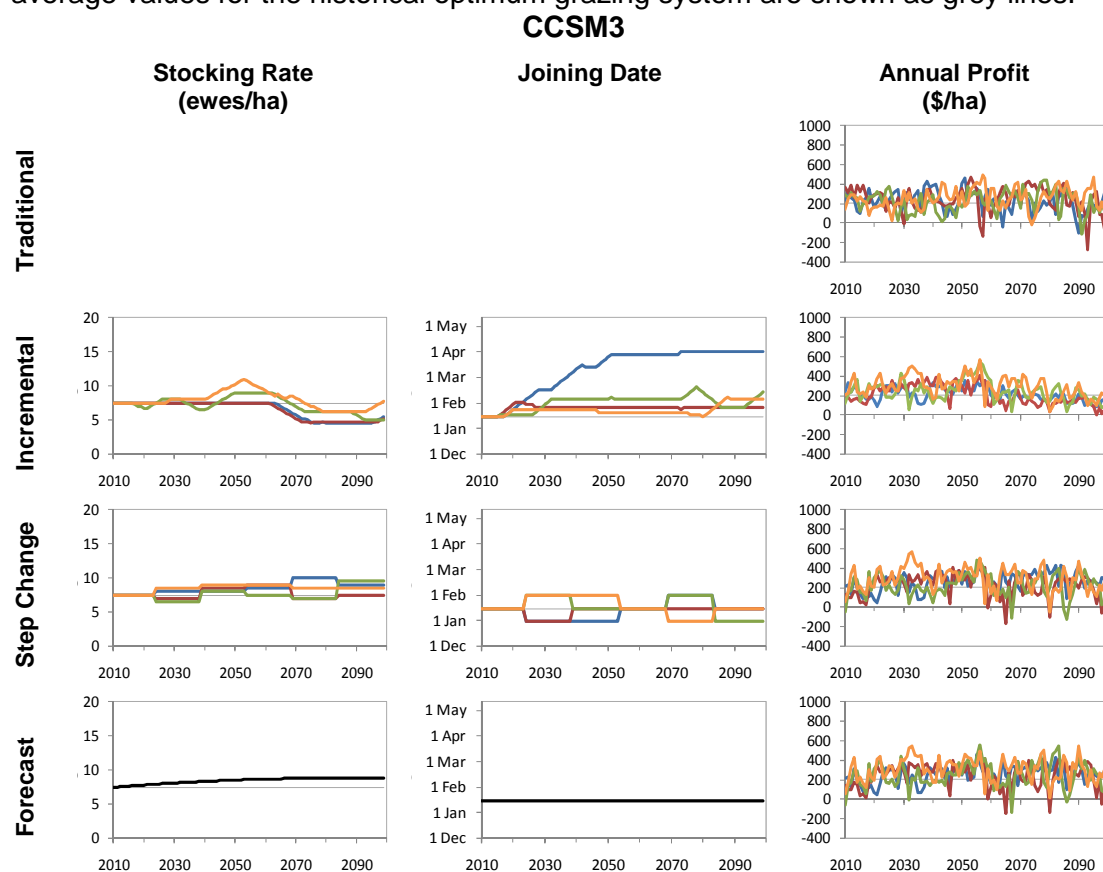 average values for the historical optimum grazing system are shown as grey lines.
CCSM3
Stocking Rate
(ewes/ha)
Joining Date
Annual Profit
($/ha)
Traditional
1000
800
600
400
200
0
-200
-400
2010 2030 2050 2070 2090
Incremental
20
15
10
5
0
2010 2030 2050 2070 2090
1 May
1 Apr
1 Mar
1 Feb
1 Jan
1 Dec
2010 2030 2050 2070 2090
1000
800
600
400
200
0
-200
-400
2010 2030 2050 2070 2090
Step Change
20
15
10
5
0
2010 2030 2050 2070 2090
1 May
1 Apr
1 Mar
1 Feb
1 Jan
1 Dec
2010 2030 2050 2070 2090
1000
800
600
400
200
0
-200
-400
2010 2030 2050 2070 2090
Forecast
20
15
10
5
0
2010 2030 2050 2070 2090
1 May
1 Apr
1 Mar
1 Feb
1 Jan
1 Dec
2010 2030 2050 2070 2090
1000
800
600
400
200
0
-200
-400
2010 2030 2050 2070 2090